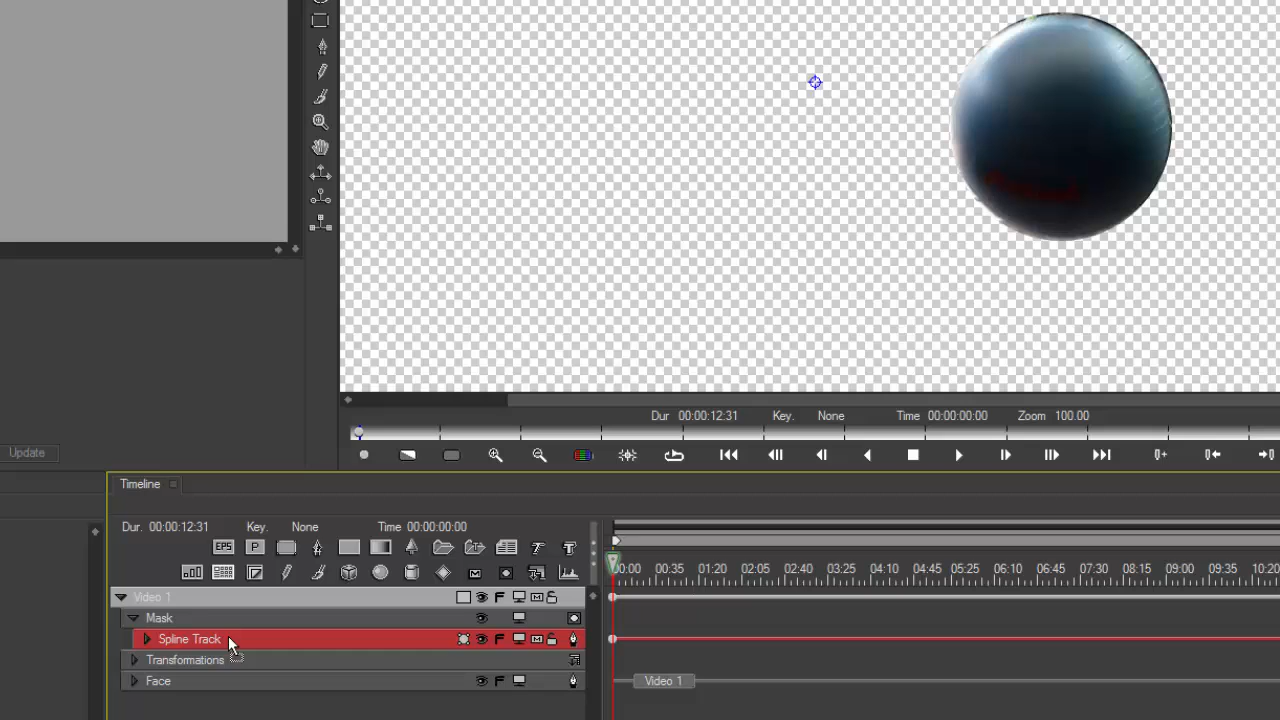 Dur 00:00:12:31 Key. None Time 00:00:00:00 Zoom 100.00
Update
Timeline
Dur. 00:00:12:31 Key. None Time 00:00:00:00
EPS P T T
00:00 00:35 01:20 02:05 02:40 03:25 04:10 04:45 05:25 06:10 06:45 07:30 08:15 09:00 09:35 10:20
Video 1 F M
Mask
Spline Track F M
Transformations
Face F
Video 1